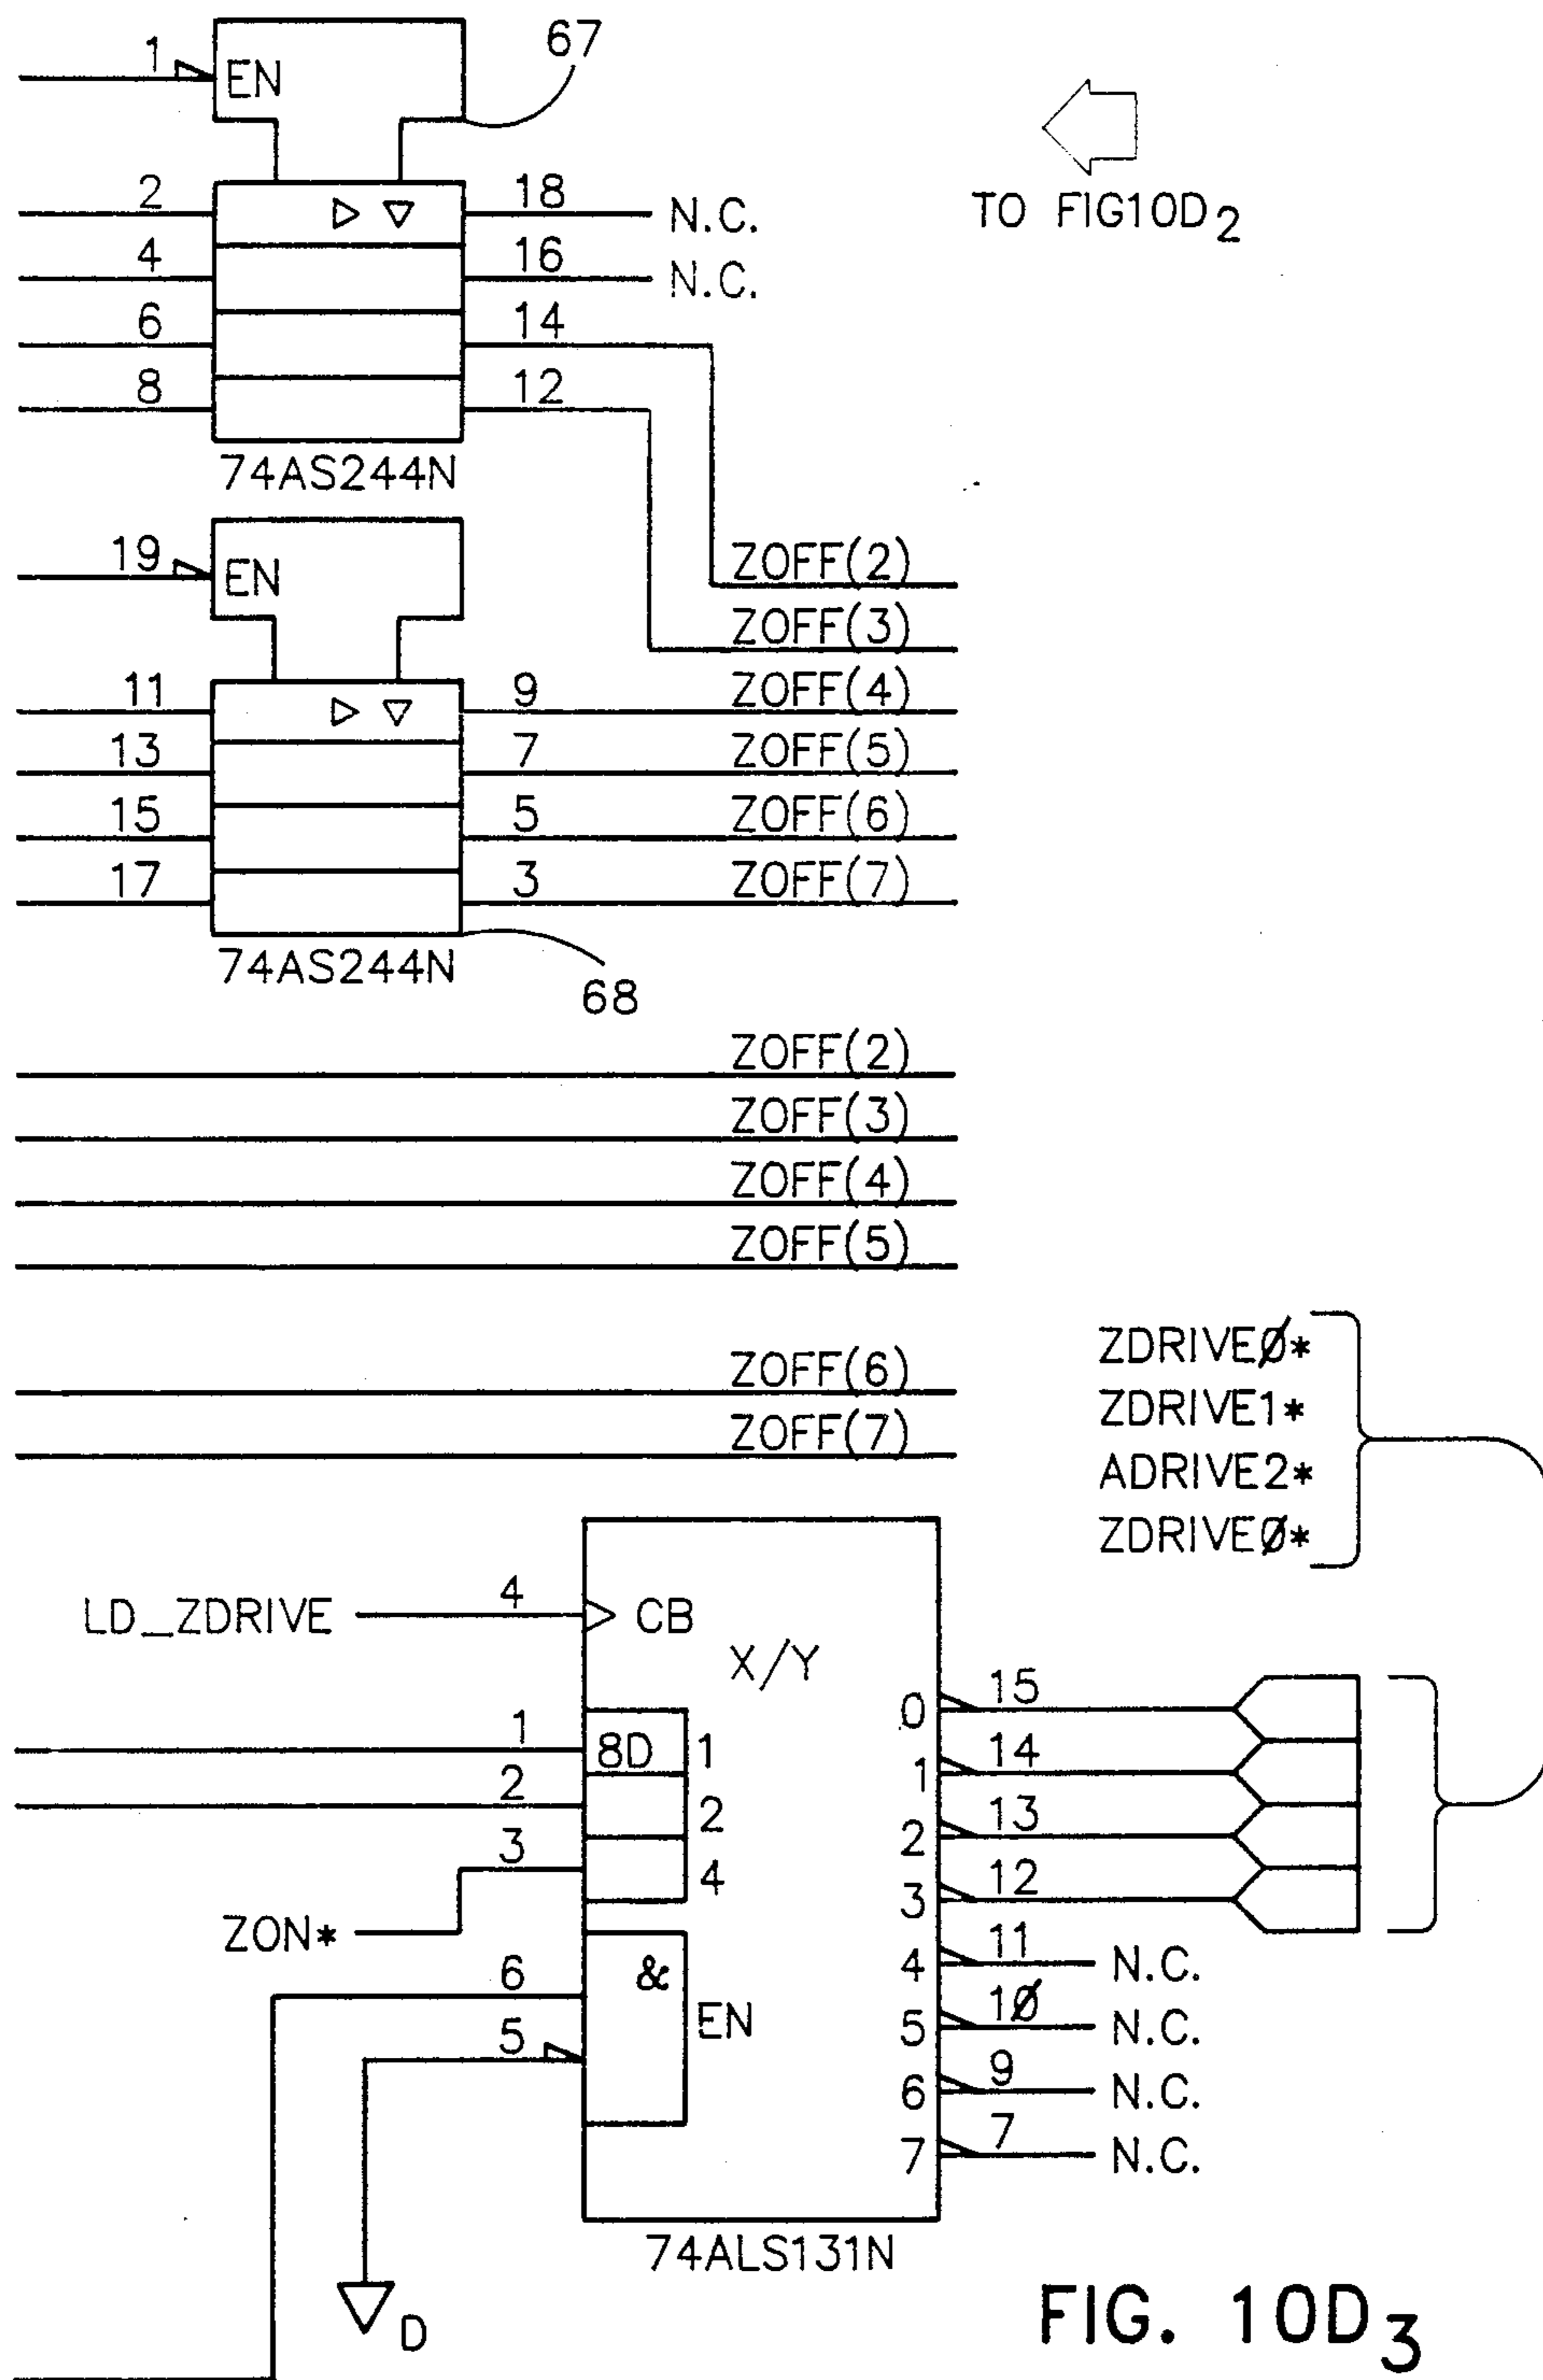 1 EN 67
2 18 N.C. TO FIG10D2
4 16 N.C.
6 14
8 12
74AS244N
19 EN ZOFF(2)
ZOFF(3)
11 9 ZOFF(4)
13 7 ZOFF(5)
15 5 ZOFF(6)
17 3 ZOFF(7)
74AS244N
68
ZOFF(2)
ZOFF(3)
ZOFF(4)
ZOFF(5)
ZDRIVEØ*
ZOFF(6)
ZDRIVE1*
ZOFF(7)
ADRIVE2*
ZDRIVEØ*
LD_ZDRIVE 4 CB
X/Y
0 15
1 8D 1 1 14
2 2 2 13
3 4 3 12
ZON*
4 11 N.C.
6 & EN 5 1Ø N.C.
5 6 9 N.C.
7 7 N.C.
74ALS131N
D
FIG. 10D3